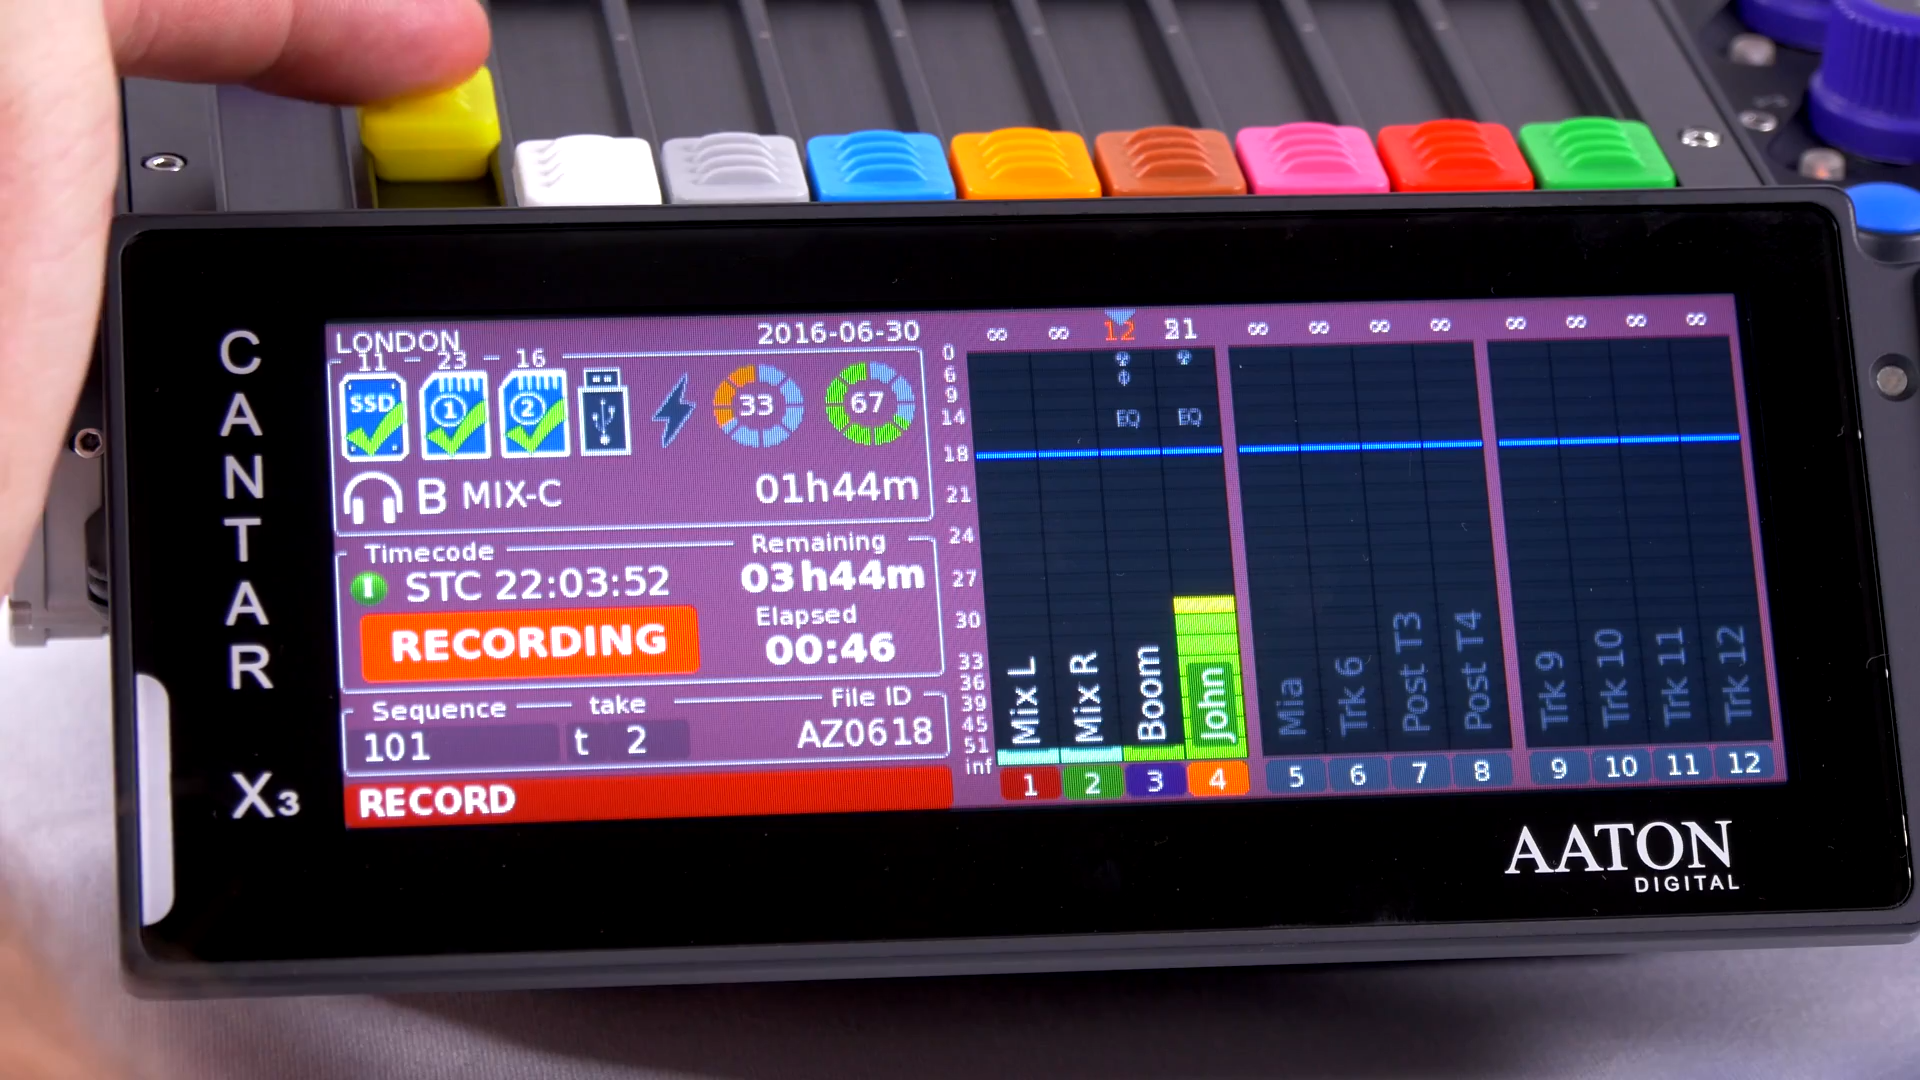 CANTAR X3
LONDON 2016-06-30
11 23 16
SSD 1 2 33 67
B MIX-C 01h44m
Timecode Remaining
STC 22:03:52 03h44m
RECORDING
Elapsed
00:46
Sequence take File ID
101 t 2 AZ0618
RECORD
∞ ∞ 12 ∞ ∞ ∞ ∞ ∞ ∞ ∞ ∞
EQ EQ
0
6
9
14
18
21
24
27
30
33
36
39
45
51
inf
Mix L
Mix R
Boom
John
Mia
Trk 6
Post T3
Post T4
Trk 9
Trk 10
Trk 11
Trk 12
1 2 3 4 5 6 7 8 9 10 11 12
AATON
DIGITAL